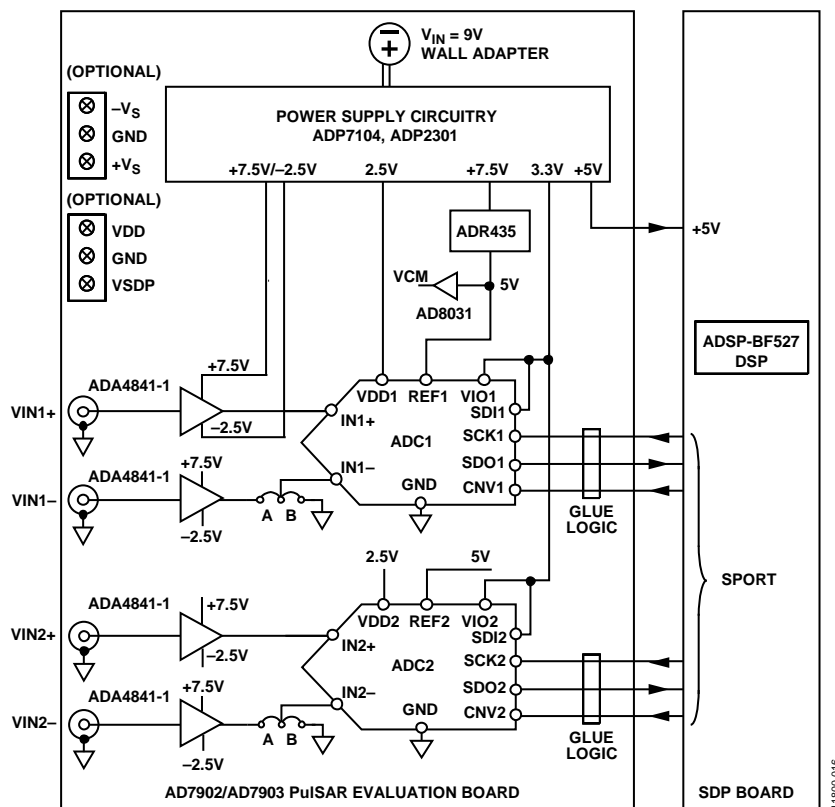 VIN = 9V
WALL ADAPTER
(OPTIONAL)
–VS
GND
+VS
POWER SUPPLY CIRCUITRY
ADP7104, ADP2301
+7.5V/–2.5V 2.5V +7.5V 3.3V +5V
(OPTIONAL)
VDD
GND
VSDP
ADR435
+5V
VCM
5V
AD8031
ADSP-BF527
DSP
+7.5V
ADA4841-1
VIN1+
–2.5V
VDD1 REF1 VIO1
SDI1
IN1+
SCK1
ADC1
SDO1
IN1–
CNV1
GND
ADA4841-1
+7.5V
VIN1–
–2.5V
A B
GLUE
LOGIC
2.5V 5V
SPORT
ADA4841-1
+7.5V
VIN2+
–2.5V
VDD2 REF2 VIO2
SDI2
IN2+
SCK2
ADC2
SDO2
IN2–
CNV2
GND
ADA4841-1
+7.5V
VIN2–
–2.5V
A B
GLUE
LOGIC
AD7902/AD7903 PulSAR EVALUATION BOARD
SDP BOARD